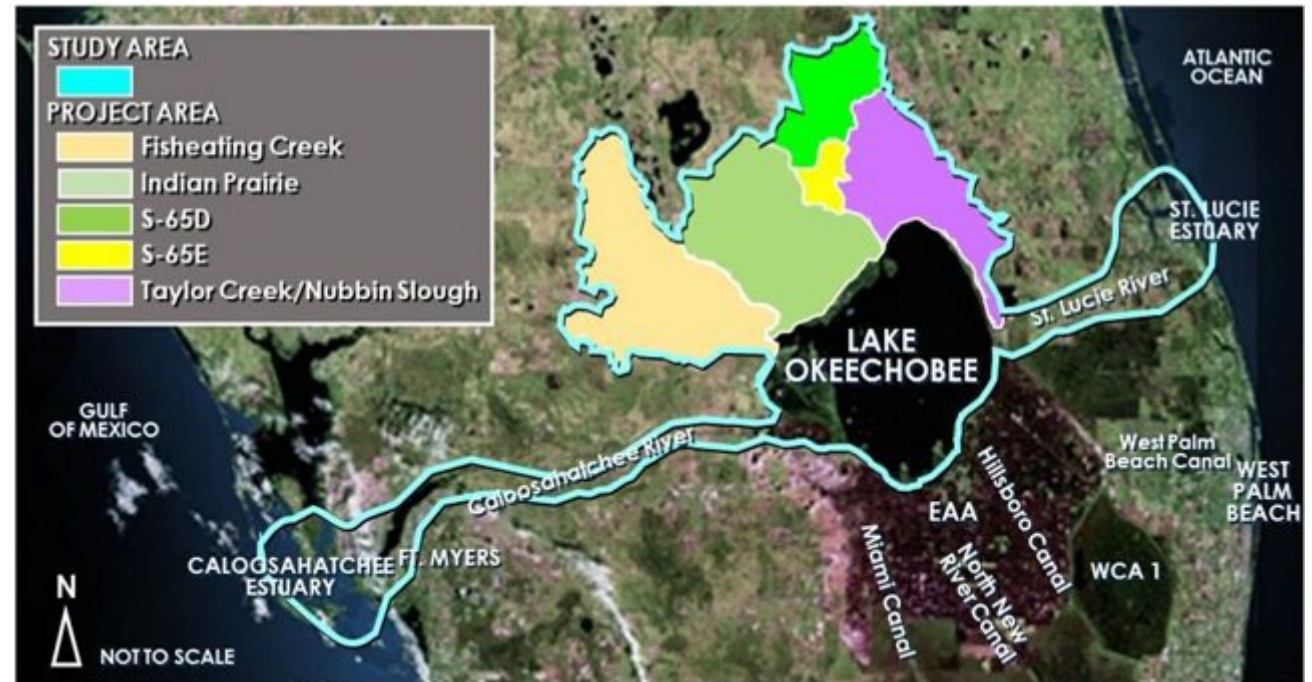 STUDY AREA
PROJECT AREA
Fisheating Creek
Indian Prairie
S-65D
S-65E
Taylor Creek/Nubbin Slough
ATLANTIC
OCEAN
ST. LUCIE
ESTUARY
St. Lucie River
LAKE
OKEECHOBEE
GULF
OF MEXICO
Caloosahatchee River
West Palm
Beach Canal
WEST
PALM
BEACH
Hillsboro Canal
EAA
North New
River Canal
Miami Canal
WCA 1
CALOOSAHATCHEE
ESTUARY
FT. MYERS
N
NOT TO SCALE